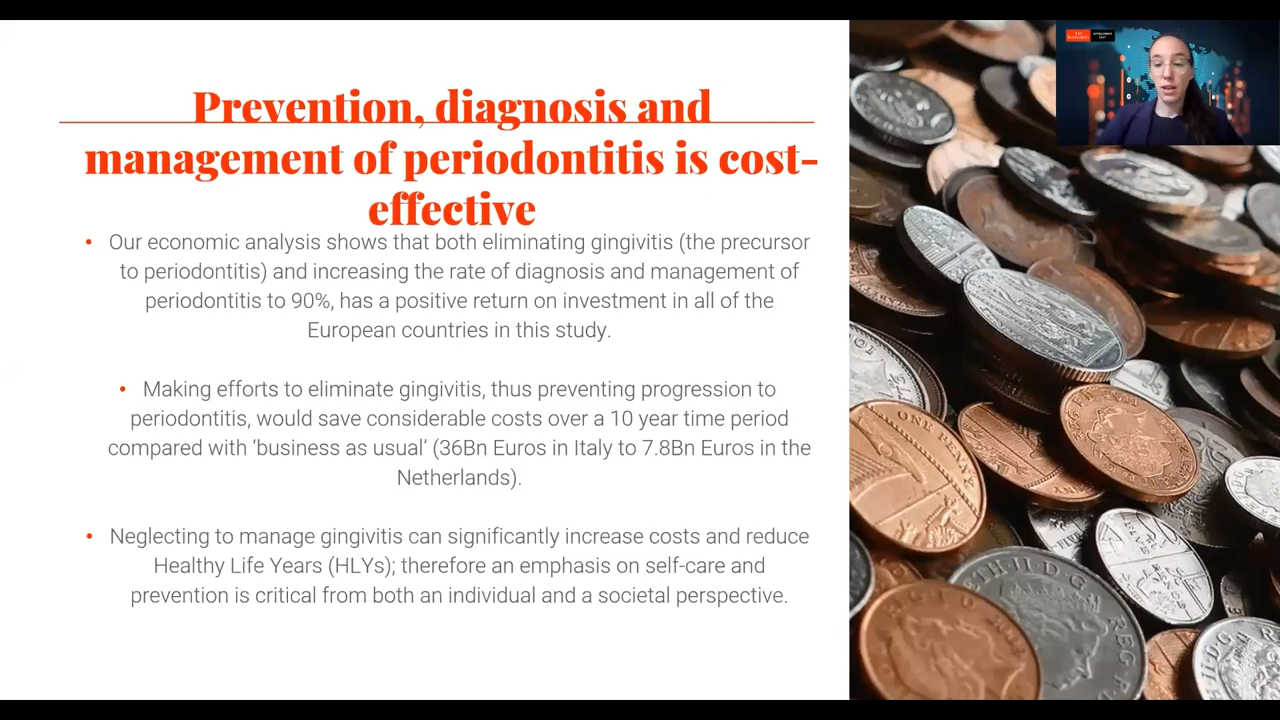 Prevention, diagnosis and
management of periodontitis is cost-
effective
• Our economic analysis shows that both eliminating gingivitis (the precursor
to periodontitis) and increasing the rate of diagnosis and management of
periodontitis to 90%, has a positive return on investment in all of the
European countries in this study.
• Making efforts to eliminate gingivitis, thus preventing progression to
periodontitis, would save considerable costs over a 10 year time period
compared with ‘business as usual’ (36Bn Euros in Italy to 7.8Bn Euros in the
Netherlands).
• Neglecting to manage gingivitis can significantly increase costs and reduce
Healthy Life Years (HLYs); therefore an emphasis on self-care and
prevention is critical from both an individual and a societal perspective.
ONE PENNY
REG F D
ETH II D G REG F